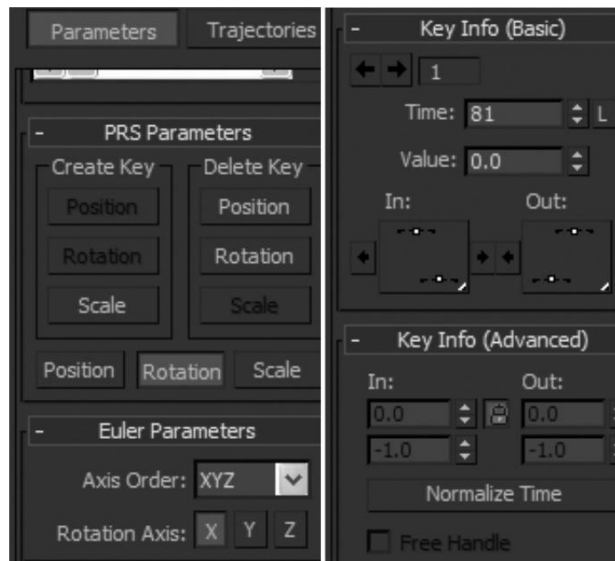 Parameters Trajectories
- PRS Parameters
Create Key Delete Key
Position Position
Rotation Rotation
Scale Scale
Position Rotation Scale
- Euler Parameters
Axis Order: XYZ
Rotation Axis: X Y Z
- Key Info (Basic)
1
Time: 81 L
Value: 0.0
In: Out:
- Key Info (Advanced)
In: Out:
0.0 0.0
-1.0 -1.0
Normalize Time
Free Handle